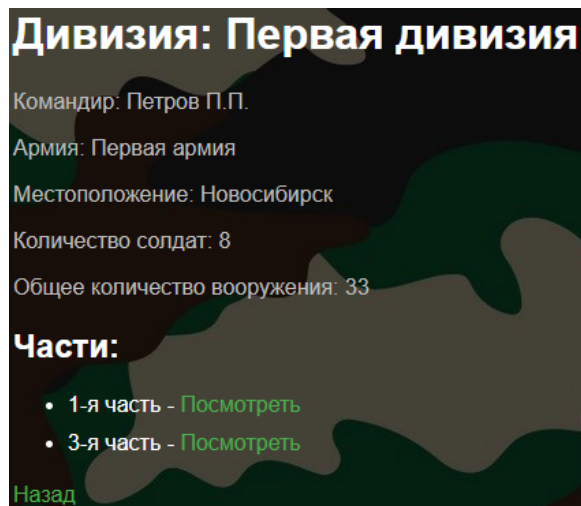 Дивизия: Первая дивизия
Командир: Петров П.П.
Армия: Первая армия
Местоположение: Новосибирск
Количество солдат: 8
Общее количество вооружения: 33
Части:
1-я часть - Посмотреть
3-я часть - Посмотреть
Назад